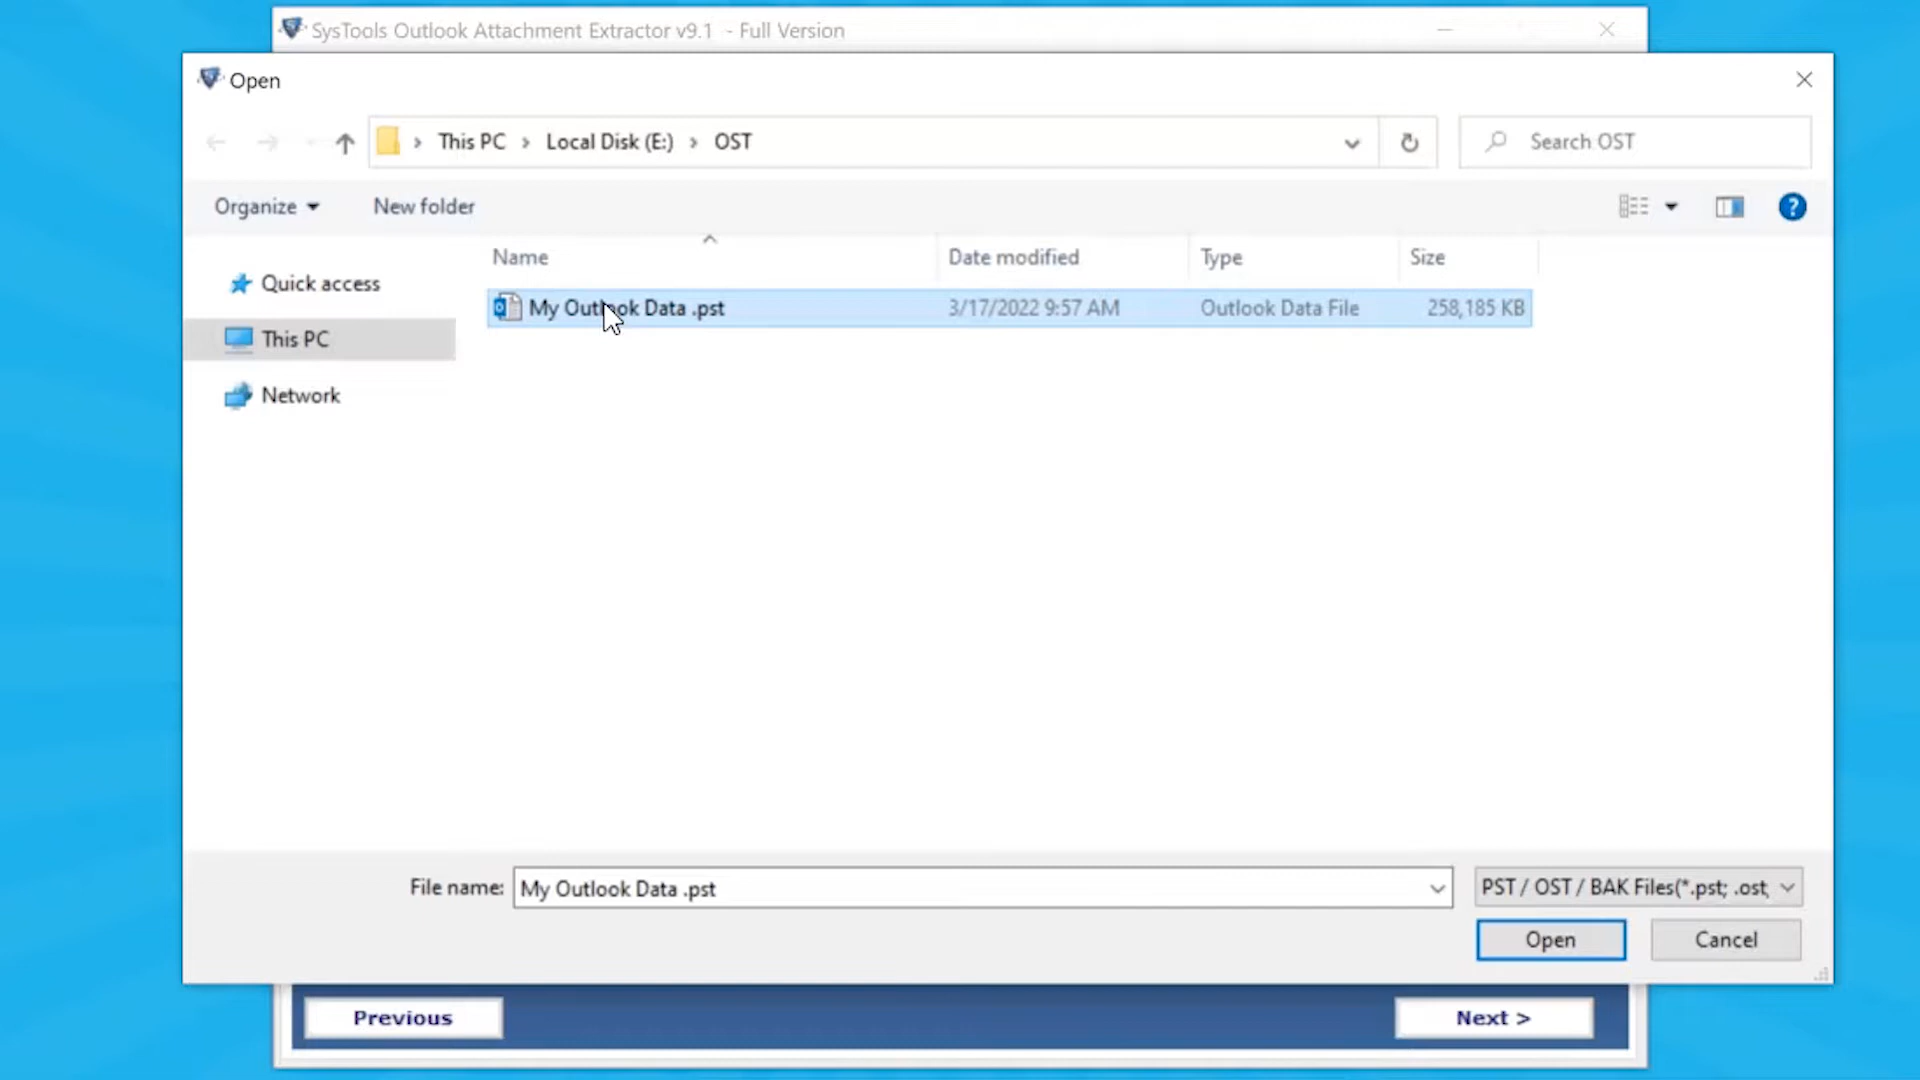 SysTools Outlook Attachment Extractor v9.1 - Full Version
Open
This PC > Local Disk (E:) > OST
Search OST
Organize
New folder
?
Name
Date modified
Type
Size
Quick access
This PC
Network
My Outlook Data .pst
3/17/2022 9:57 AM
Outlook Data File
258,185 KB
File name:
My Outlook Data .pst
PST / OST / BAK Files(*.pst; .ost;
Open
Cancel
Previous
Next >